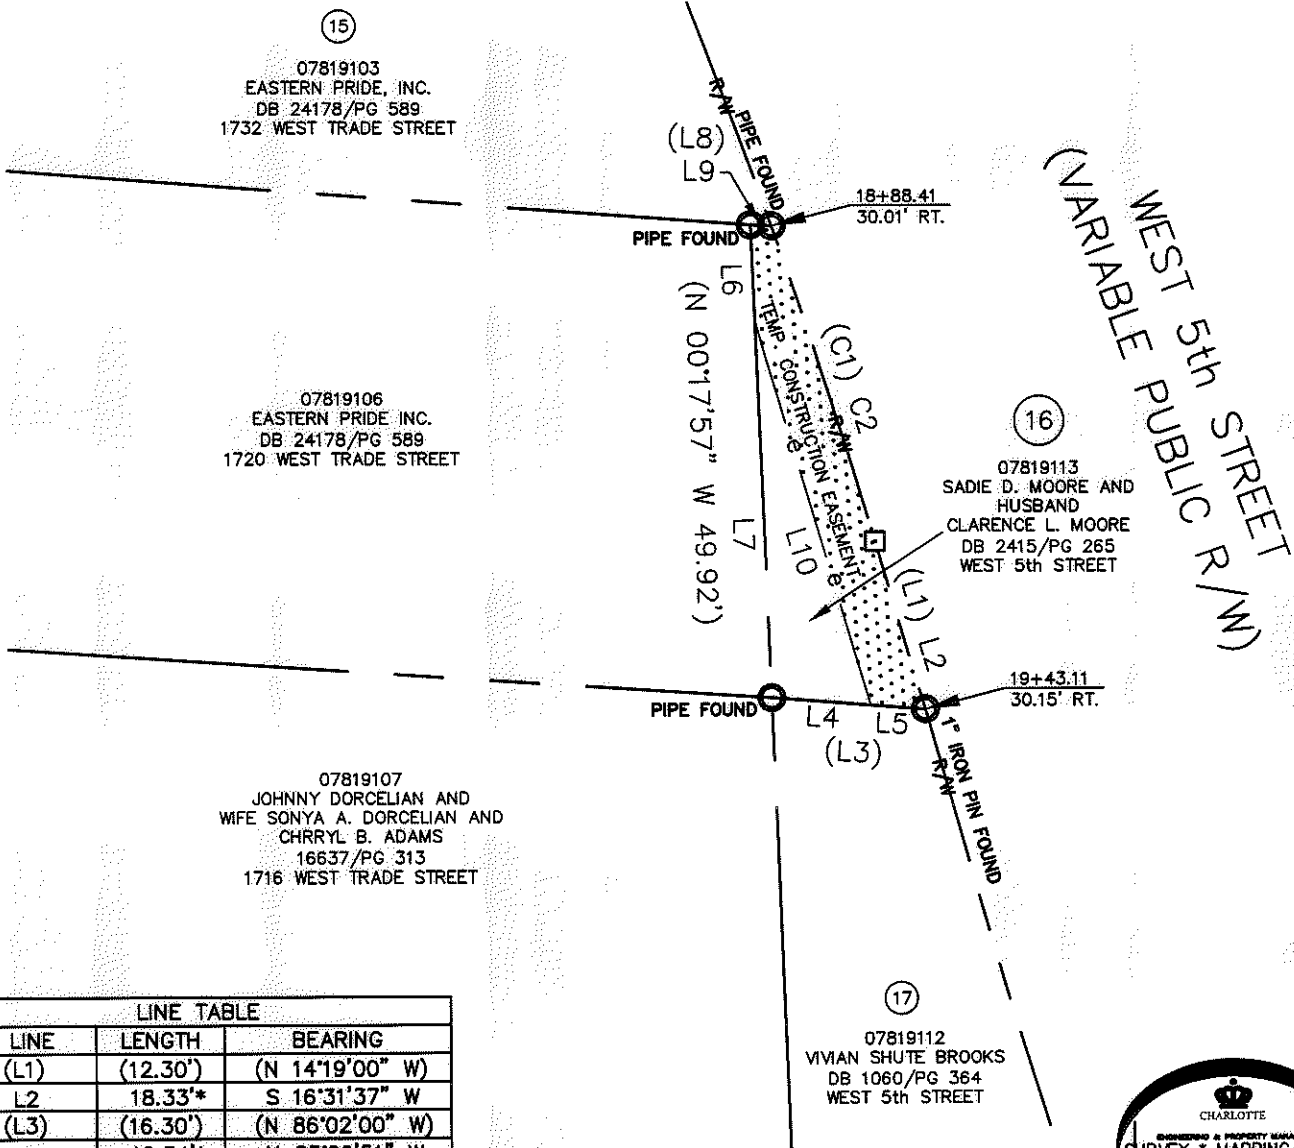 15
07819103
EASTERN PRIDE, INC.
DB 24178/PG 589
1732 WEST TRADE STREET
R/W
PIPE FOUND
(L8)
L9
18+88.41
30.01' RT.
PIPE FOUND
WEST 5th STREET
(VARIABLE PUBLIC R/W)
L6
(N 00°17'57" W 49.92')
L7
TEMP. CONSTRUCTION EASEMENT
e
L10
e
(C1) C2
R/W
16
07819113
SADIE D. MOORE AND
HUSBAND
CLARENCE L. MOORE
DB 2415/PG 265
WEST 5th STREET
07819106
EASTERN PRIDE INC.
DB 24178/PG 589
1720 WEST TRADE STREET
(L1) L2
19+43.11
30.15' RT.
PIPE FOUND
L4
L5
(L3)
1" IRON PIN FOUND
R/W
07819107
JOHNNY DORCELIAN AND
WIFE SONYA A. DORCELIAN AND
CHRRYL B. ADAMS
16637/PG 313
1716 WEST TRADE STREET
17
07819112
VIVIAN SHUTE BROOKS
DB 1060/PG 364
WEST 5th STREET
LINE TABLE
LINE LENGTH BEARING
(L1) (12.30') (N 14°19'00" W)
L2 18.33'* S 16°31'37" W
(L3) (16.30') (N 86°02'00" W)
CHARLOTTE